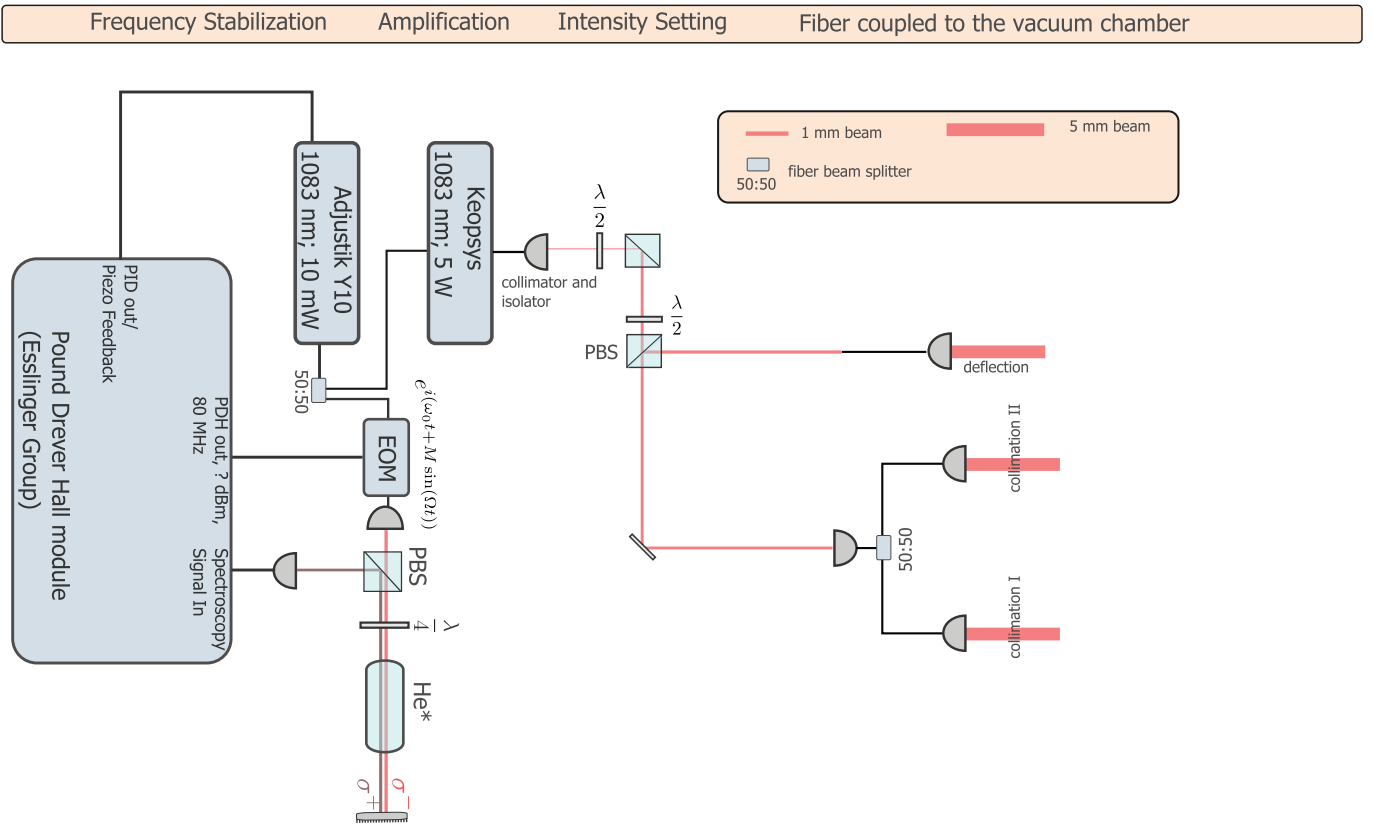 Frequency Stabilization
Amplification
Intensity Setting
Fiber coupled to the vacuum chamber
1 mm beam
5 mm beam
50:50
fiber beam splitter
Adjustik Y10
1083 nm; 10 mW
Keopsys
1083 nm; 5 W
collimator and
isolator
λ/2
λ/2
PBS
deflection
PID out/
Piezo Feedback
Pound Drever Hall module
(Esslinger Group)
PDH out, ? dBm,
80 MHz
Spectroscopy
Signal In
50:50
EOM
e^{i(ω₀t+M sin(Ωt))}
PBS
λ/4
He*
σ+
σ−
collimation II
50:50
collimation I